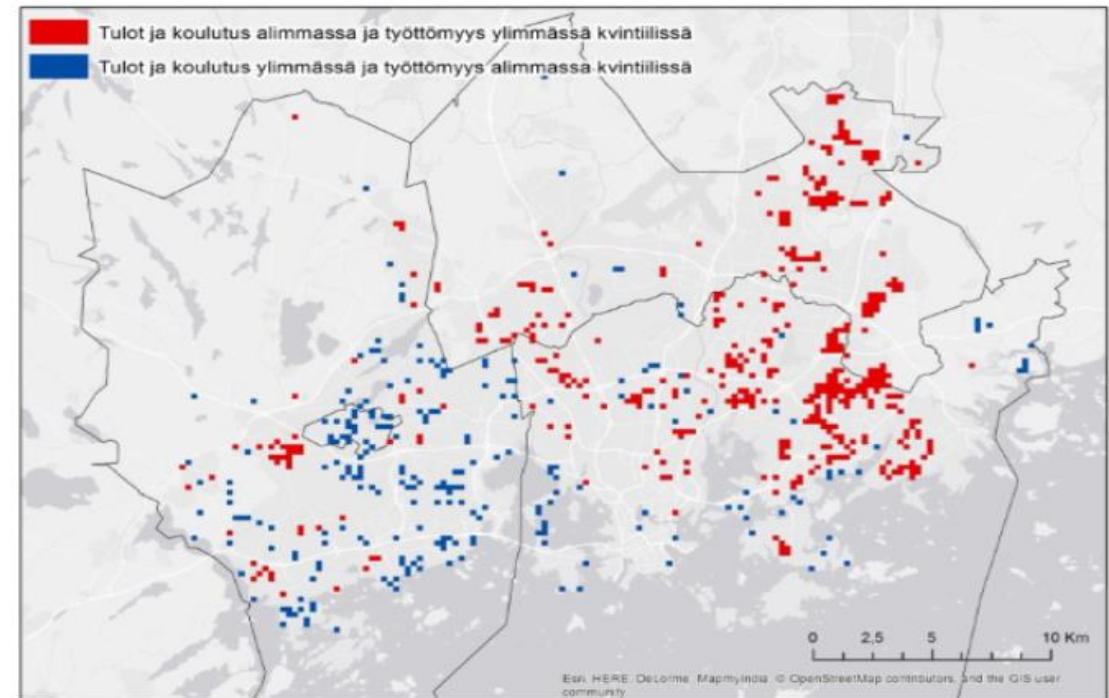 Tulot ja koulutus alimmassa ja työttömyys ylimmässä kvintiilissä
Tulot ja koulutus ylimmässä ja työttömyys alimmassa kvintiilissä
0 2,5 5 10 Km
Esri, HERE, DeLorme, MapmyIndia, © OpenStreetMap contributors, and the GIS user
community